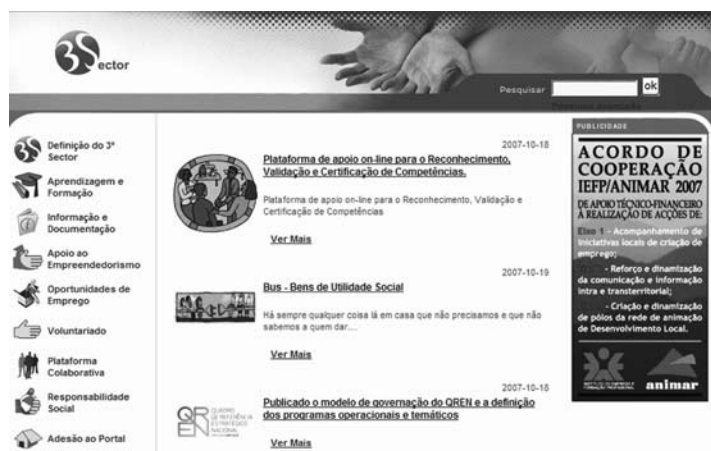 3Sector
Pesquisar
ok
Definição do 3º
Sector
Aprendizagem e
Formação
Informação e
Documentação
Apoio ao
Empreendedorismo
Oportunidades de
Emprego
Voluntariado
Plataforma
Colaborativa
Responsabilidade
Social
Adesão ao Portal
2007-10-18
Plataforma de apoio on-line para o Reconhecimento,
Validação e Certificação de Competências.
Plataforma de apoio on-line para o Reconhecimento, Validação e
Certificação de Competências
Ver Mais
2007-10-19
Bus - Bens de Utilidade Social
Há sempre qualquer coisa lá em casa que não precisamos e que não
sabemos a quem dar....
Ver Mais
2007-10-18
QREN
QUADRO
DE REFERÊNCIA
ESTRATÉGICO
NACIONAL
Publicado o modelo de governação do QREN e a definição
dos programas operacionais e temáticos
Ver Mais
PUBLICIDADE
ACORDO DE
COOPERAÇÃO
IEFP/ANIMAR 2007
DE APOIO TÉCNICO-FINANCEIRO
À REALIZAÇÃO DE ACÇÕES DE:
Eixo 1 - Acompanhamento de
iniciativas locais de criação de
emprego;
- Reforço e dinamização
da comunicação e informação
intra e transterritorial;
- Criação e dinamização
de pólos da rede de animação
de Desenvolvimento Local.
animar